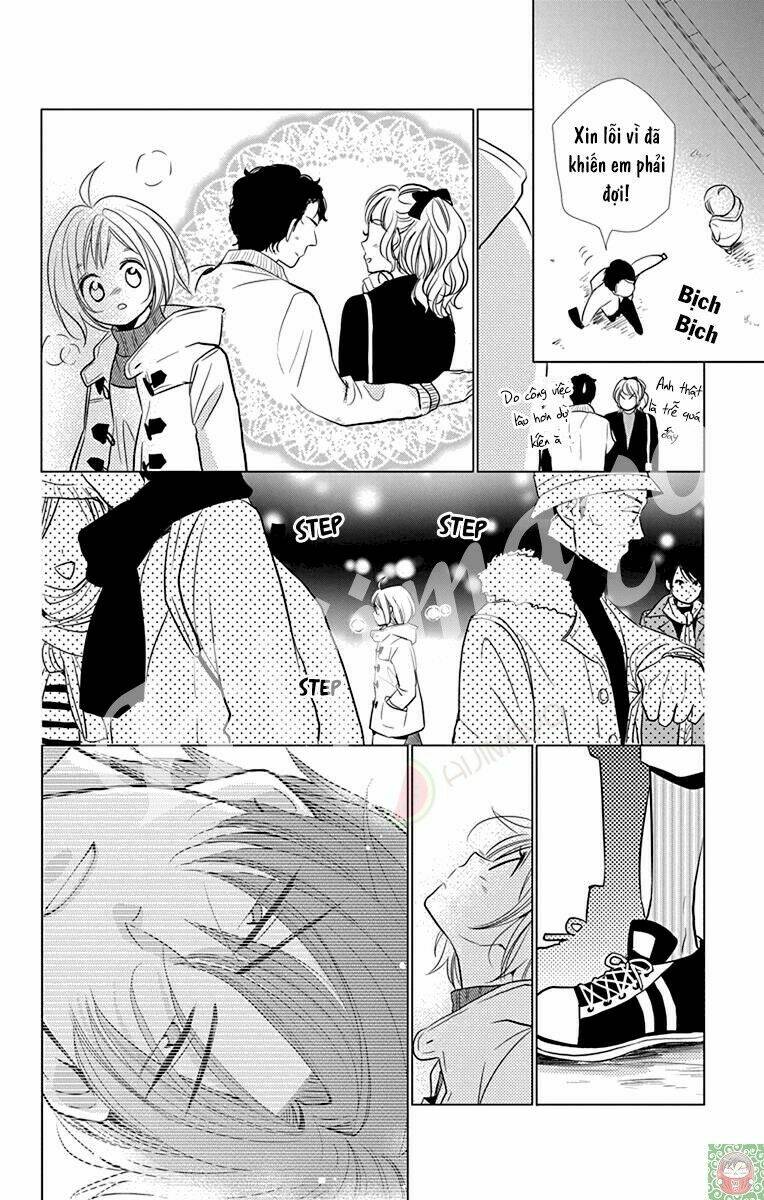 Xin lỗi vì đã
khiến em phải
đợi!
Bịch
Bịch
Anh thật
là trễ quá
đấy
Do công việc
lâu hơn dự
kiến à
STEP
STEP
STEP